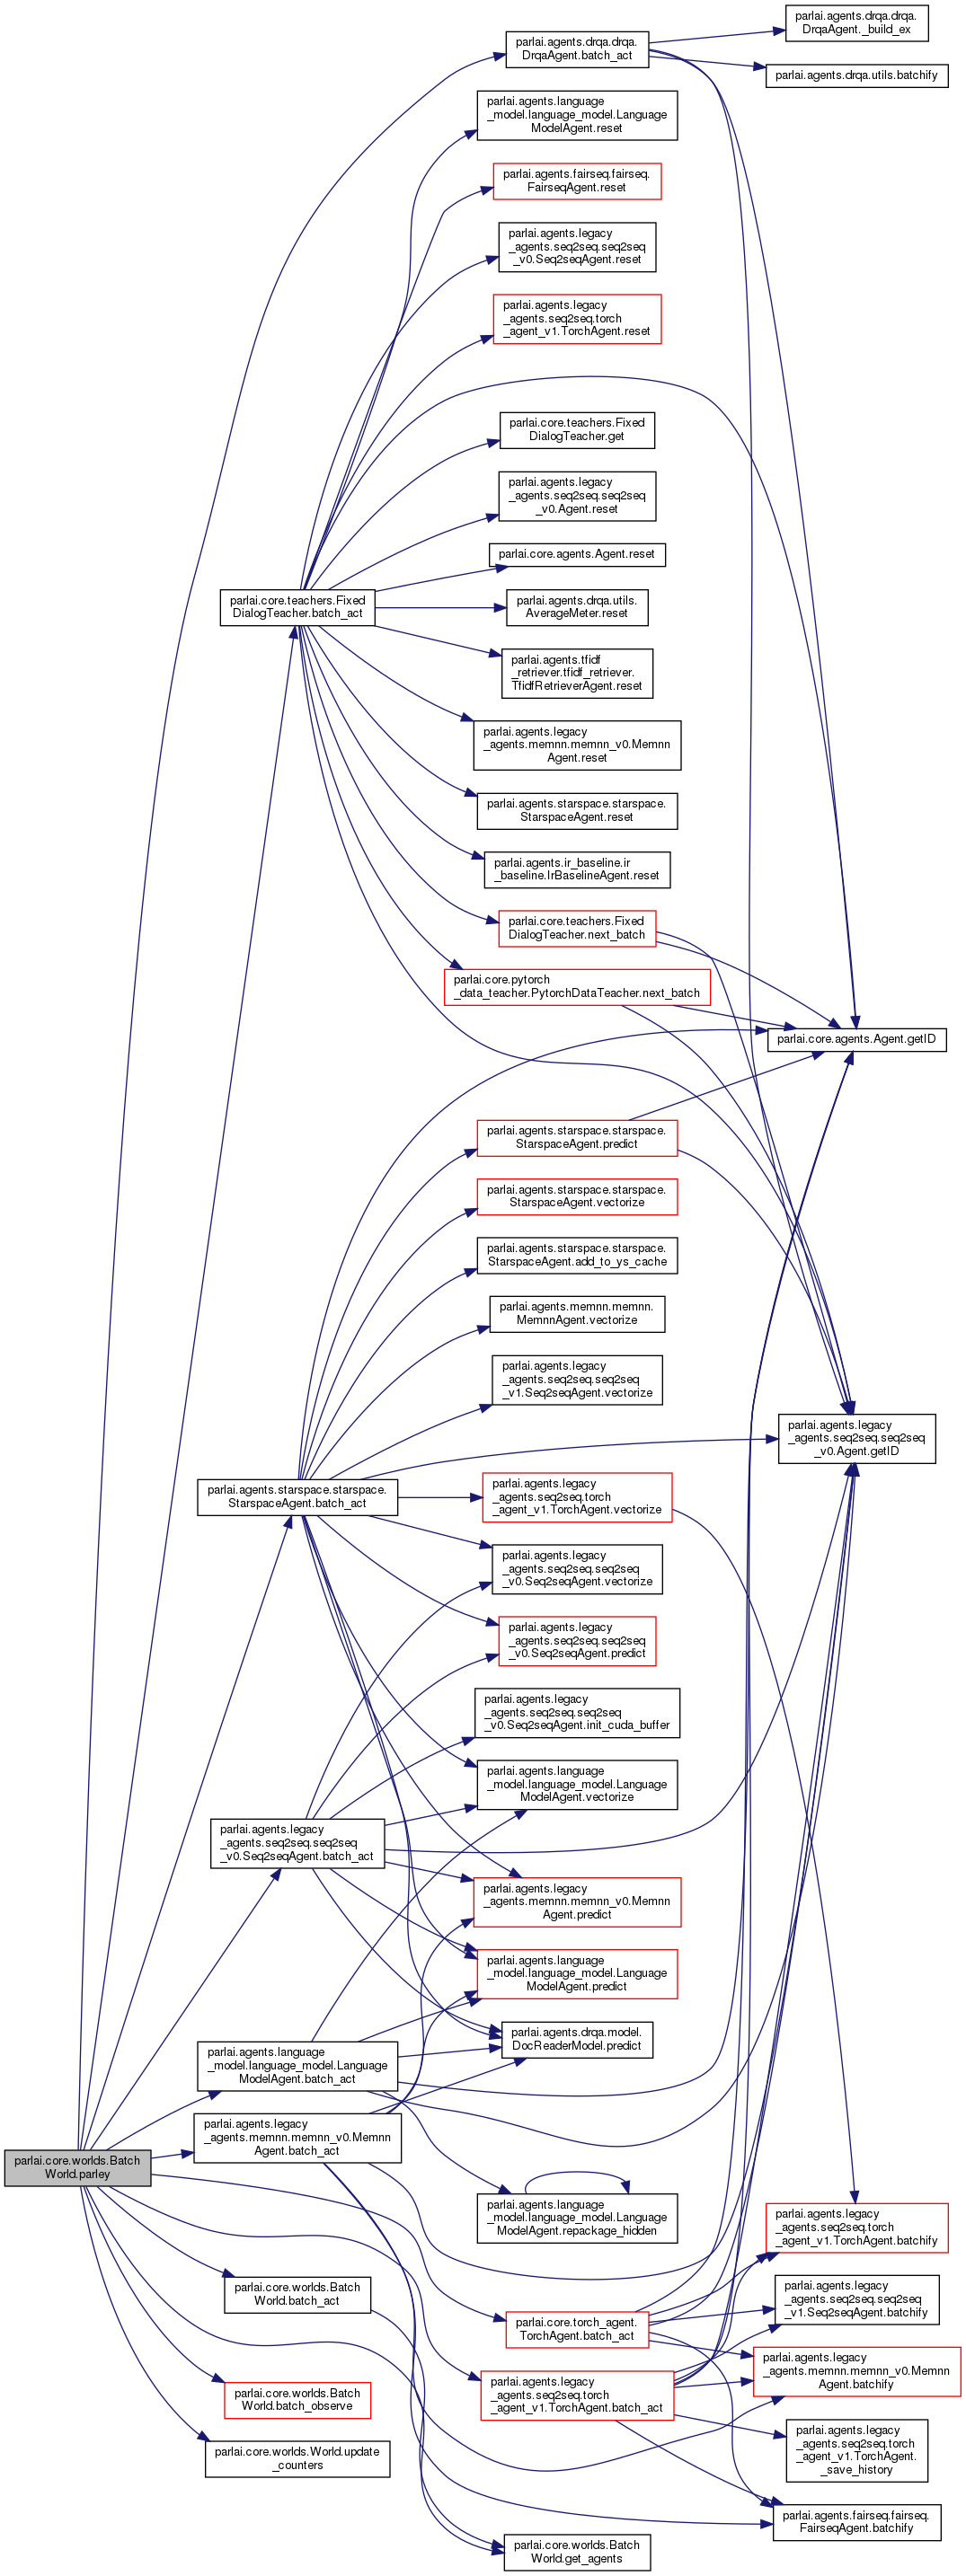 parlai.agents.drqa.drqa.
DrqaAgent._build_ex
parlai.agents.drqa.drqa.
DrqaAgent.batch_act
parlai.agents.drqa.utils.batchify
parlai.agents.language
_model.language_model.Language
ModelAgent.reset
parlai.agents.fairseq.fairseq.
FairseqAgent.reset
parlai.agents.legacy
_agents.seq2seq.seq2seq
_v0.Seq2seqAgent.reset
parlai.agents.legacy
_agents.seq2seq.torch
_agent_v1.TorchAgent.reset
parlai.core.teachers.Fixed
DialogTeacher.get
parlai.agents.legacy
_agents.seq2seq.seq2seq
_v0.Agent.reset
parlai.core.agents.Agent.reset
parlai.core.teachers.Fixed
DialogTeacher.batch_act
parlai.agents.drqa.utils.
AverageMeter.reset
parlai.agents.tfidf
_retriever.tfidf_retriever.
TfidfRetrieverAgent.reset
parlai.agents.legacy
_agents.memnn.memnn_v0.Memnn
Agent.reset
parlai.agents.starspace.starspace.
StarspaceAgent.reset
parlai.agents.ir_baseline.ir
_baseline.IrBaselineAgent.reset
parlai.core.teachers.Fixed
DialogTeacher.next_batch
parlai.core.pytorch
_data_teacher.PytorchDataTeacher.next_batch
parlai.core.agents.Agent.getID
parlai.agents.starspace.starspace.
StarspaceAgent.predict
parlai.agents.starspace.starspace.
StarspaceAgent.vectorize
parlai.agents.starspace.starspace.
StarspaceAgent.add_to_ys_cache
parlai.agents.memnn.memnn.
MemnnAgent.vectorize
parlai.agents.legacy
_agents.seq2seq.seq2seq
_v1.Seq2seqAgent.vectorize
parlai.agents.legacy
_agents.seq2seq.seq2seq
_v0.Agent.getID
parlai.agents.starspace.starspace.
StarspaceAgent.batch_act
parlai.agents.legacy
_agents.seq2seq.torch
_agent_v1.TorchAgent.vectorize
parlai.agents.legacy
_agents.seq2seq.seq2seq
_v0.Seq2seqAgent.vectorize
parlai.agents.legacy
_agents.seq2seq.seq2seq
_v0.Seq2seqAgent.predict
parlai.agents.legacy
_agents.seq2seq.seq2seq
_v0.Seq2seqAgent.init_cuda_buffer
parlai.agents.language
_model.language_model.Language
ModelAgent.vectorize
parlai.agents.legacy
_agents.seq2seq.seq2seq
_v0.Seq2seqAgent.batch_act
parlai.agents.legacy
_agents.memnn.memnn_v0.Memnn
Agent.predict
parlai.agents.language
_model.language_model.Language
ModelAgent.predict
parlai.agents.drqa.model.
DocReaderModel.predict
parlai.agents.language
_model.language_model.Language
ModelAgent.batch_act
parlai.agents.legacy
_agents.memnn.memnn_v0.Memnn
Agent.batch_act
parlai.core.worlds.Batch
World.parley
parlai.agents.language
_model.language_model.Language
ModelAgent.repackage_hidden
parlai.agents.legacy
_agents.seq2seq.torch
_agent_v1.TorchAgent.batchify
parlai.core.worlds.Batch
World.batch_act
parlai.agents.legacy
_agents.seq2seq.seq2seq
_v1.Seq2seqAgent.batchify
parlai.core.torch_agent.
TorchAgent.batch_act
parlai.agents.legacy
_agents.memnn.memnn_v0.Memnn
Agent.batchify
parlai.agents.legacy
_agents.seq2seq.torch
_agent_v1.TorchAgent.batch_act
parlai.core.worlds.Batch
World.batch_observe
parlai.agents.legacy
_agents.seq2seq.torch
_agent_v1.TorchAgent.
_save_history
parlai.core.worlds.World.update
_counters
parlai.agents.fairseq.fairseq.
FairseqAgent.batchify
parlai.core.worlds.Batch
World.get_agents